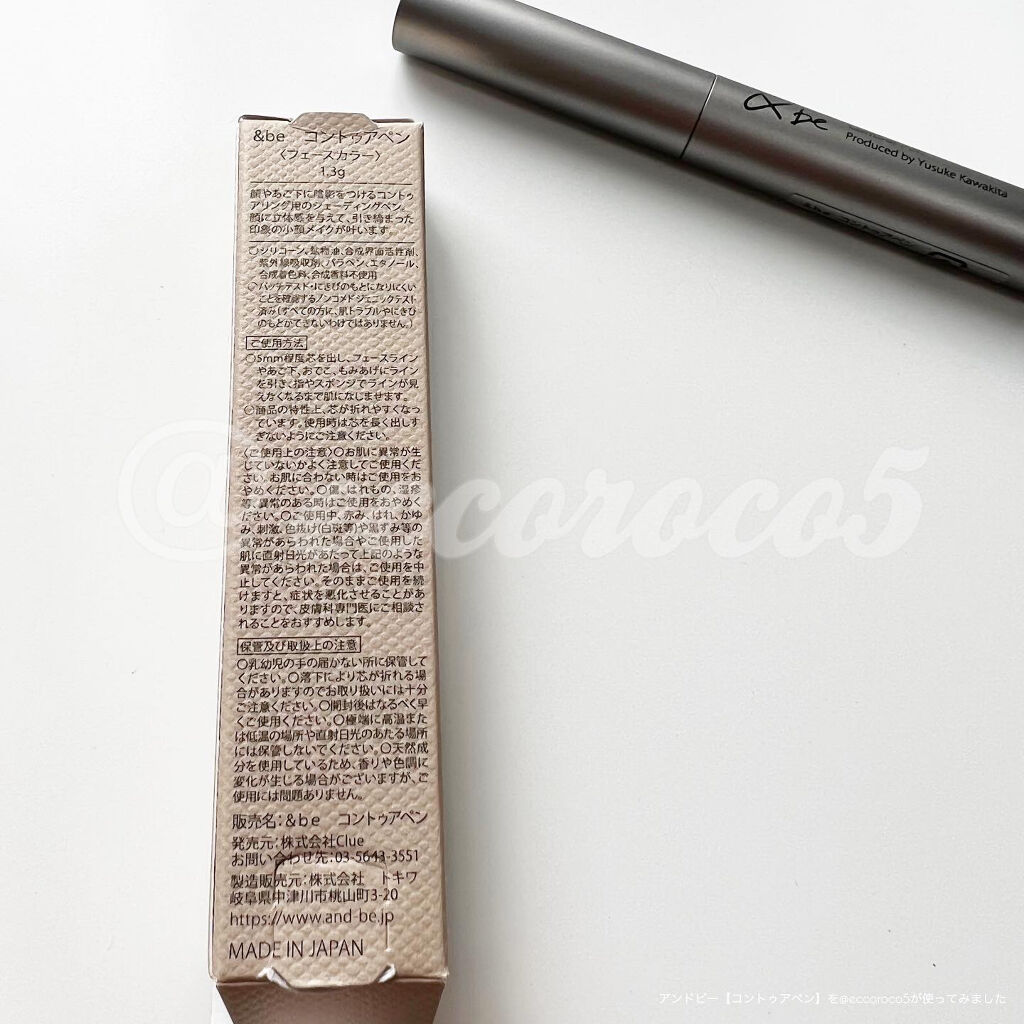 &be　コントゥアペン
〈フェースカラー〉
1.3g
顔やあご下に陰影をつけるコントゥ
アリング用のシェーディングペン。
顔に立体感を与えて、引き締まった
印象の小顔メイクが叶います。
○シリコーン、鉱物油、合成界面活性剤、
紫外線吸収剤、パラベン、エタノール、
合成着色料、合成香料不使用
○パッチテスト・にきびのもとになりにくい
ことを確認するノンコメドジェニックテスト
済み(すべての方に、肌トラブルやにきび
のもとができないわけではありません。)
ご使用方法
○5mm程度芯を出し、フェースライン
やあご下、おでこ、もみあげにライン
を引き、指やスポンジでラインが見
えなくなるまで肌になじませます。
○商品の特性上、芯が折れやすくなっ
ています。使用時は芯を長く出しす
ぎないようにご注意ください。
〈ご使用上の注意〉○お肌に異常が生
じていないかよく注意してご使用くだ
さい。お肌に合わない時はご使用をお
やめください。○傷、はれもの、湿疹
等、異常のある時はご使用をおやめく
ださい。○ご使用中、赤み、はれ、かゆ
み、刺激、色抜け(白斑等)や黒ずみ等の
異常があらわれた場合やご使用した
肌に直射日光があたって上記のような
異常があらわれた場合は、ご使用を中
止してください。そのままご使用を続
けますと、症状を悪化させることがあ
りますので、皮膚科専門医にご相談さ
れることをおすすめします。
保管及び取扱上の注意
○乳幼児の手の届かない所に保管して
ください。○落下により芯が折れる場
合がありますのでお取り扱いには十分
ご注意ください。○開封後はなるべく早
くご使用ください。○極端に高温また
は低温の場所や直射日光のあたる場所
には保管しないでください。○天然成
分を使用しているため、香りや色調に
変化が生じる場合がございますが、ご
使用には問題ありません。
販売名：&be　コントゥアペン
発売元：株式会社Clue
お問い合わせ先：03-5643-3551
製造販売元：株式会社　トキワ
岐阜県中津川市桃山町3-20
https://www.and-be.jp
MADE IN JAPAN
&be
Produced by Yusuke Kawakita
&be コントゥアペン
@eccoroco5
アンドビー【コントゥアペン】を@eccoroco5が使ってみました